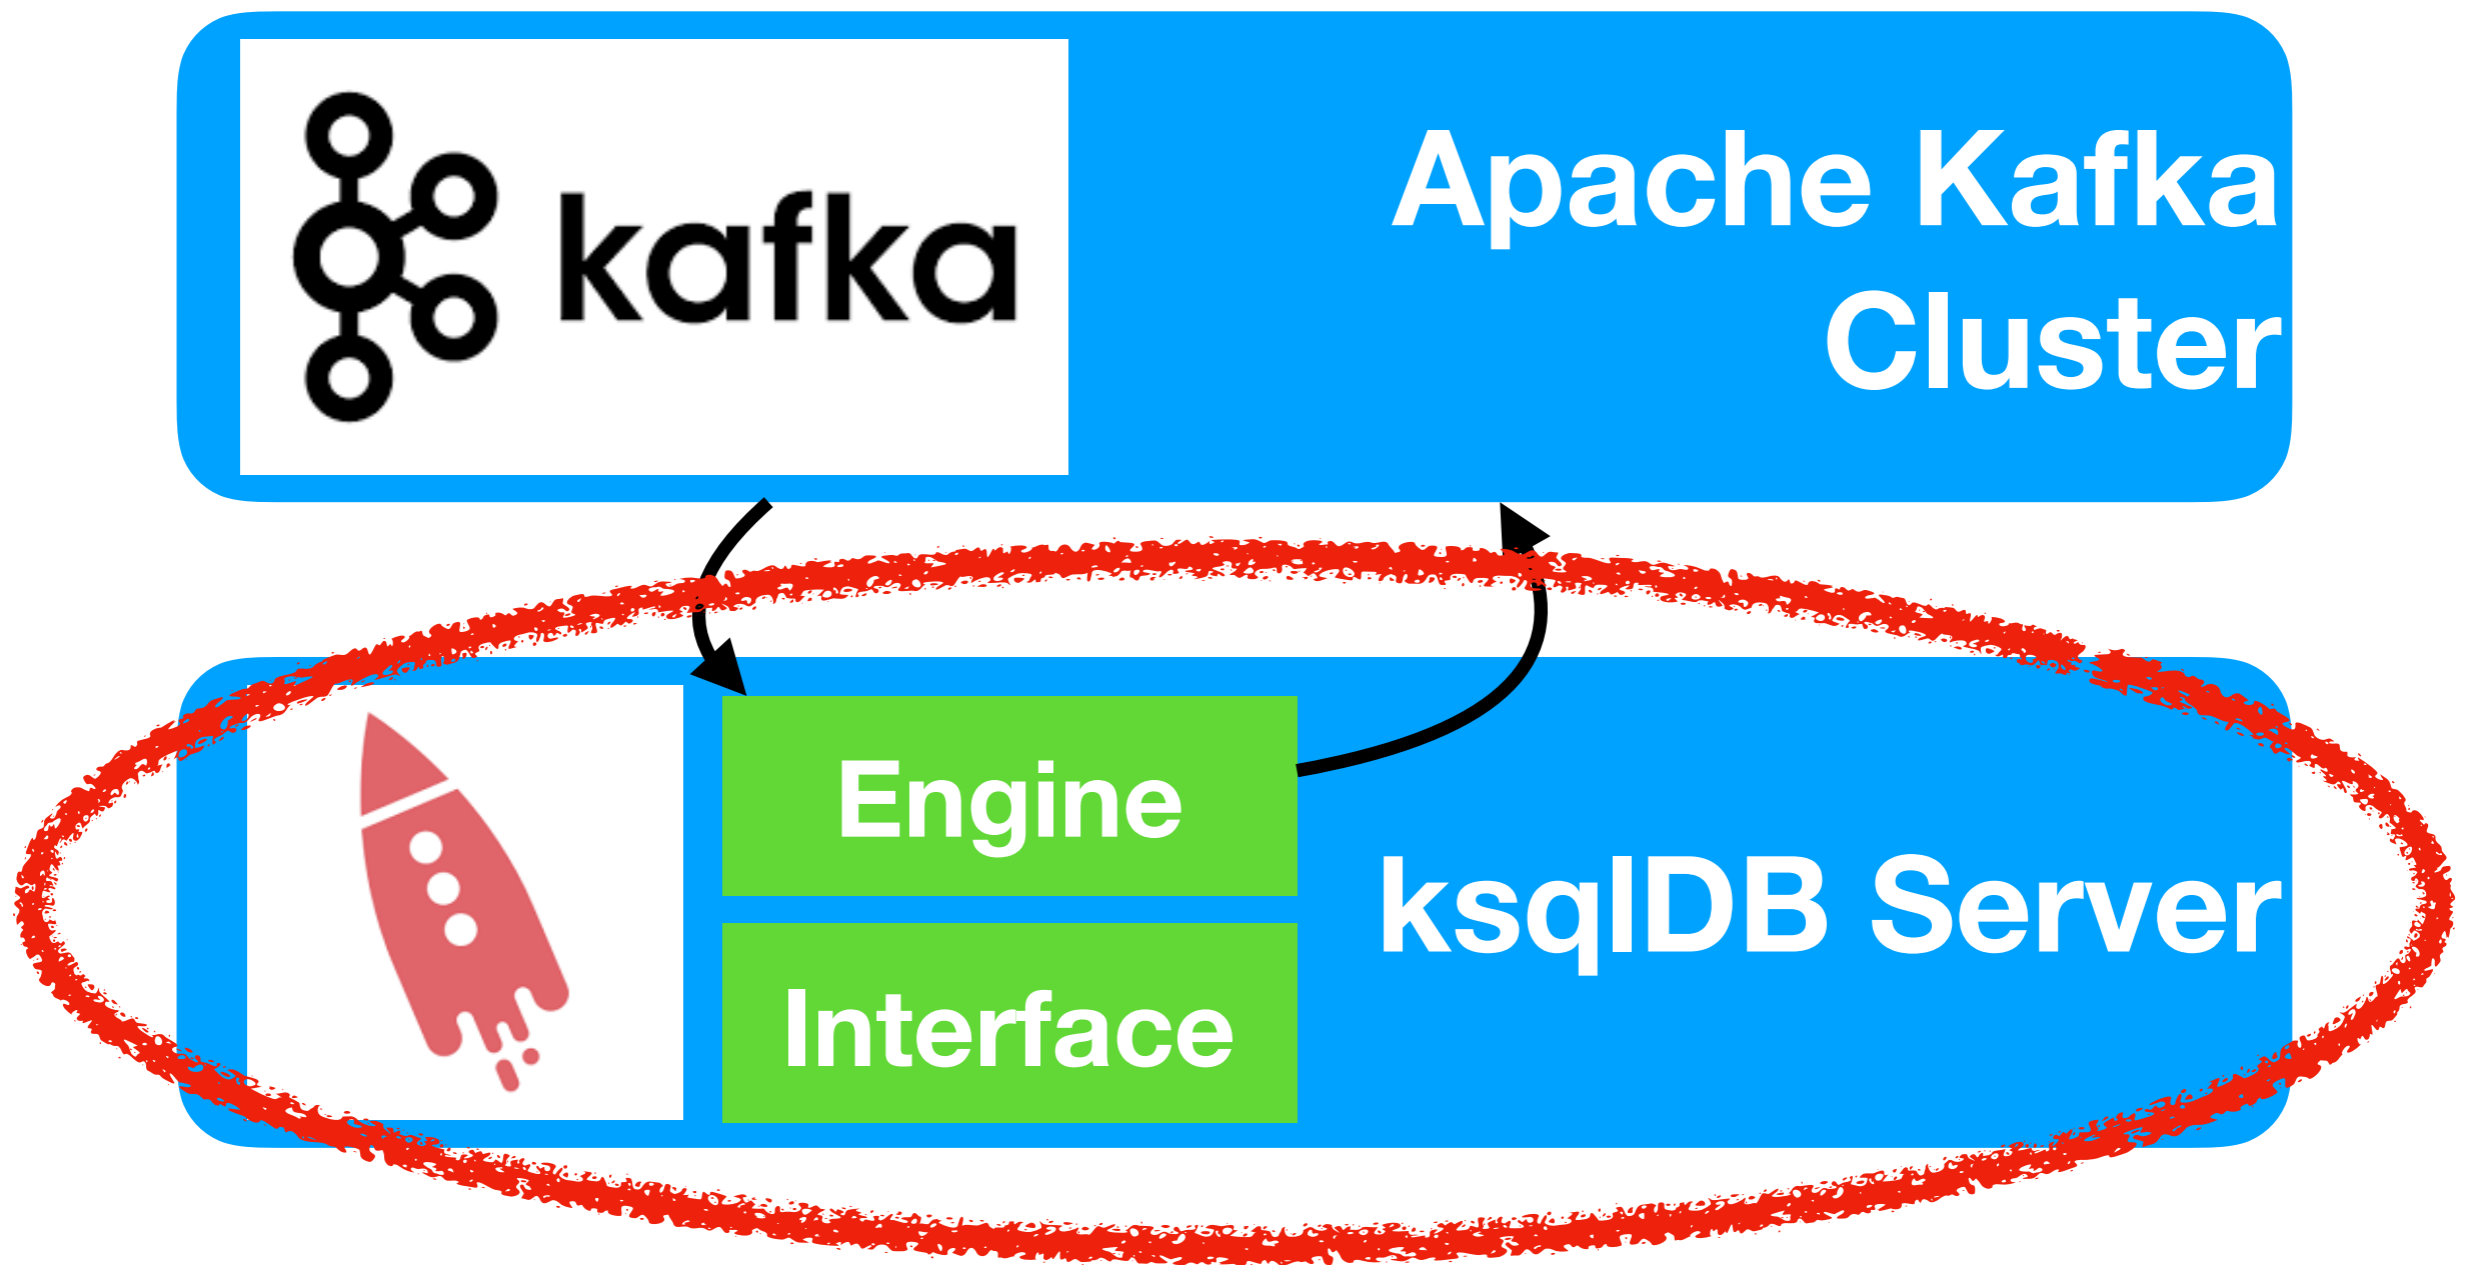 kafka
Apache Kafka
Cluster
Engine
ksqlDB Server
Interface